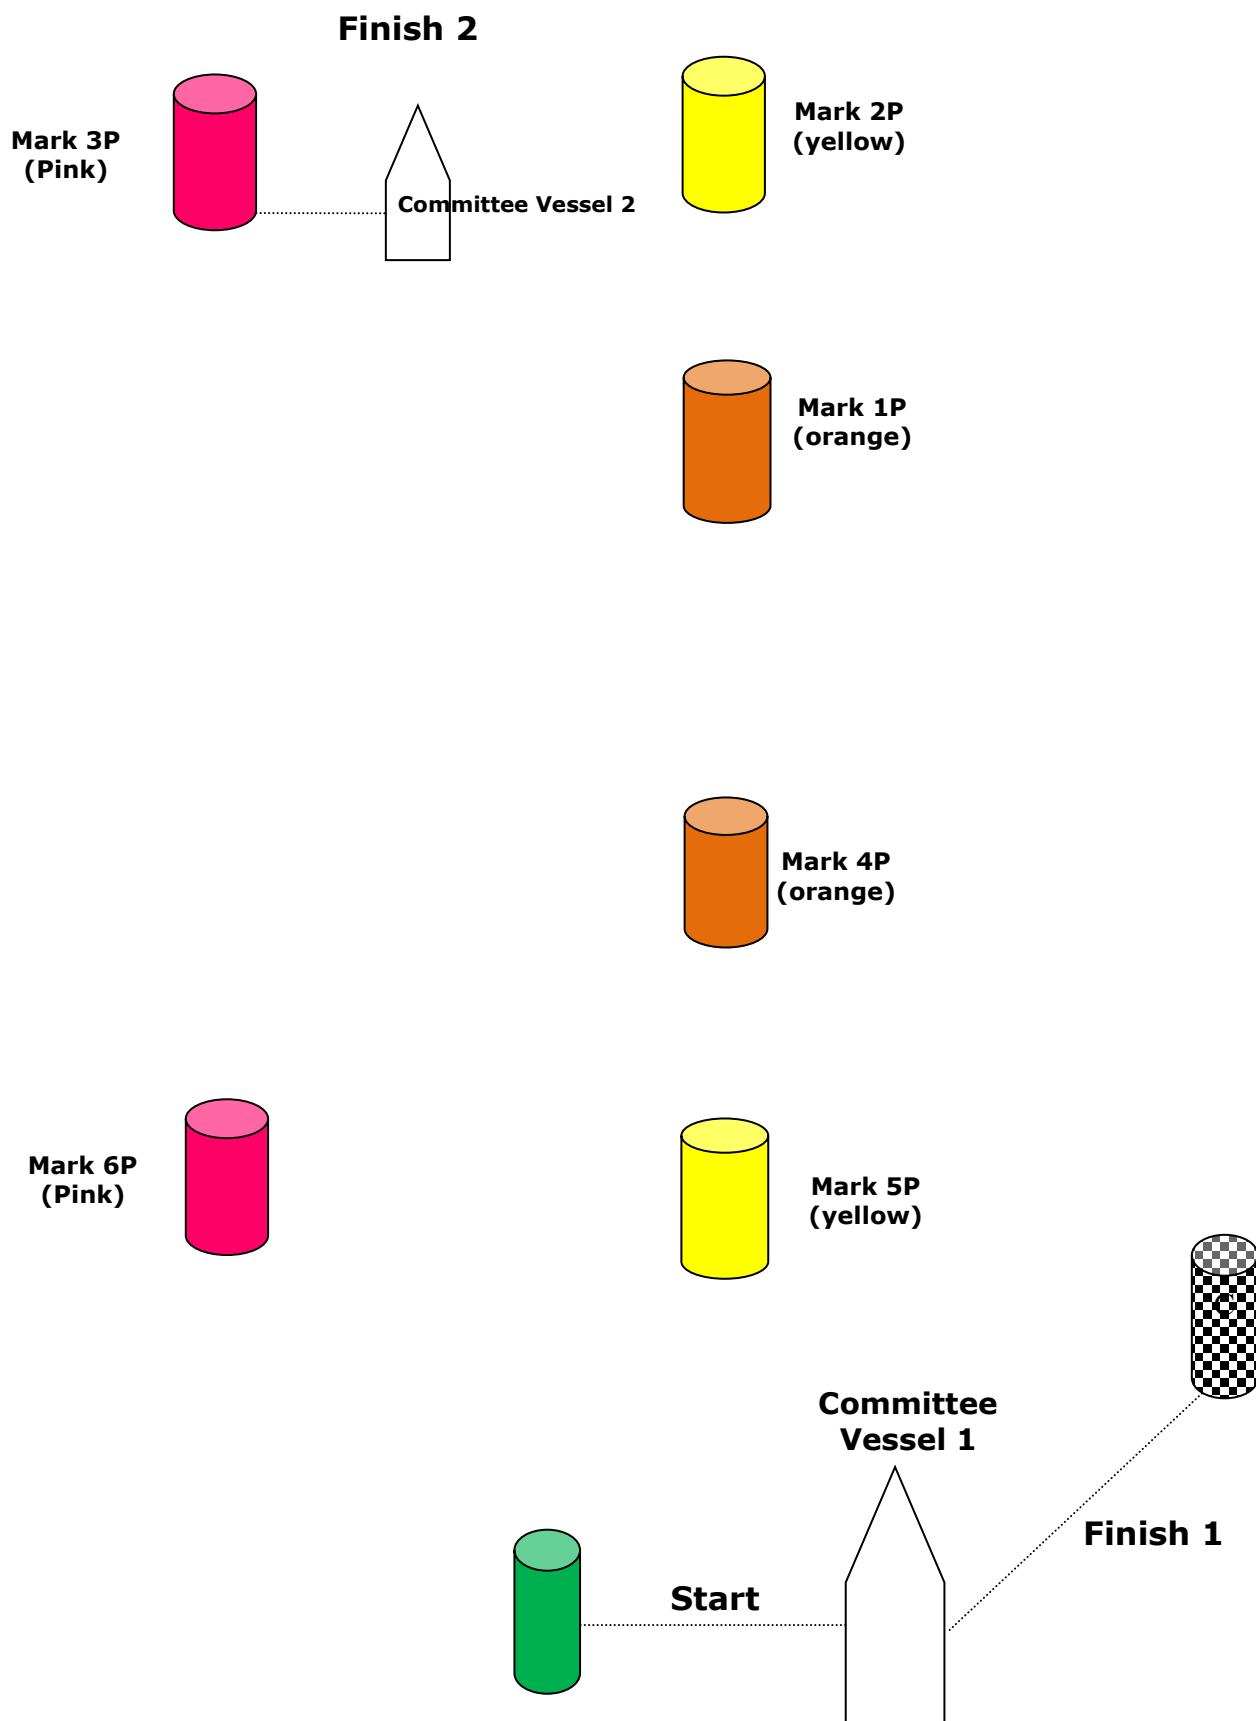 Finish 2
Mark 3P
(Pink)
Committee Vessel 2
Mark 2P
(yellow)
Mark 1P
(orange)
Mark 4P
(orange)
Mark 6P
(Pink)
Mark 5P
(yellow)
C
Committee
Vessel 1
Finish 1
Start